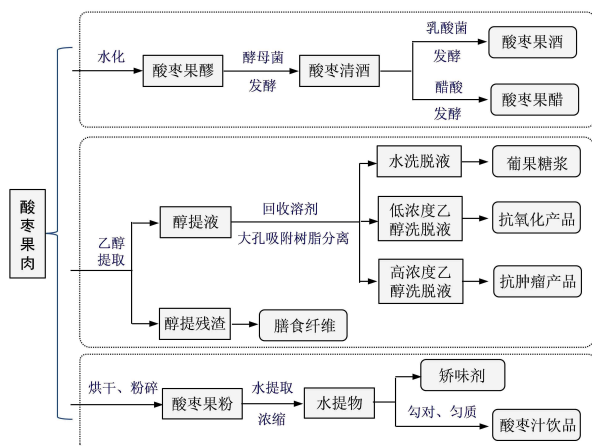 酸枣果肉
水化
酸枣果醪
酵母菌
发酵
酸枣清酒
乳酸菌
发酵
酸枣果酒
醋酸
发酵
酸枣果醋
乙醇
提取
醇提液
回收溶剂
大孔吸附树脂分离
水洗脱液
葡果糖浆
低浓度乙
醇洗脱液
抗氧化产品
高浓度乙
醇洗脱液
抗肿瘤产品
醇提残渣
膳食纤维
烘干、粉碎
酸枣果粉
水提取
浓缩
水提物
矫味剂
勾对、匀质
酸枣汁饮品